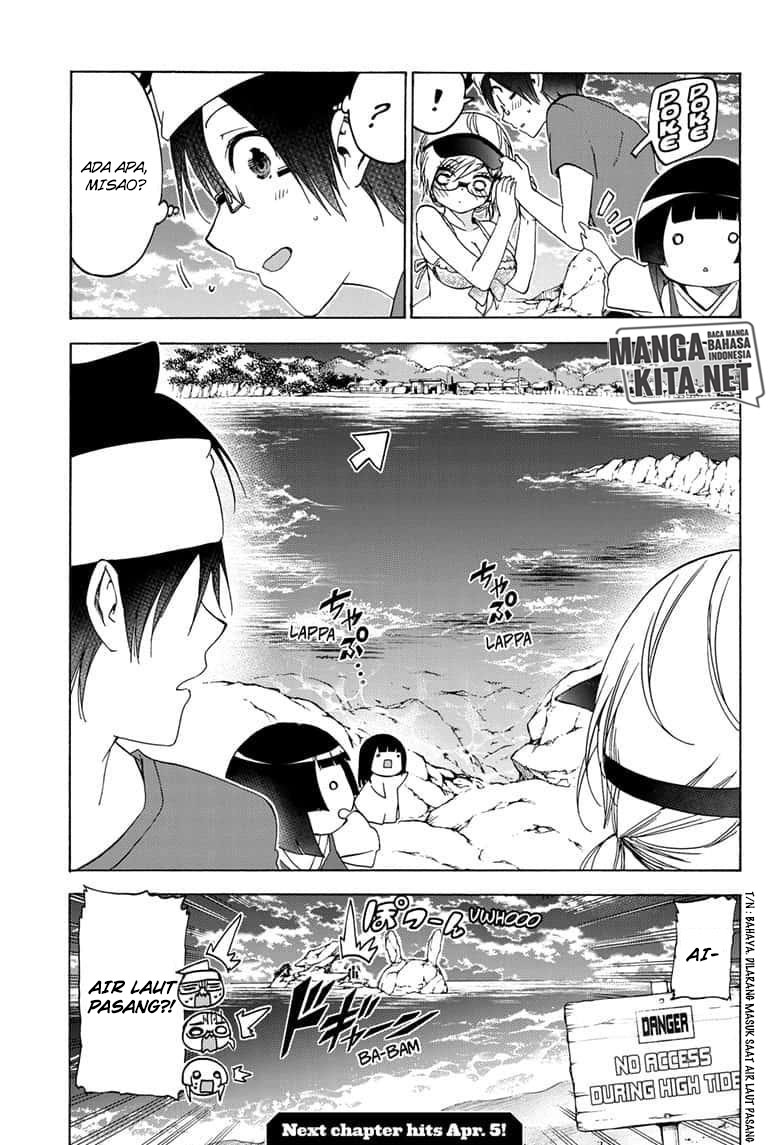 POKE
POKE
!
?
ADA APA,
MISAO?
MANGA
KITA.NET
BACA MANGA
BAHASA
INDONESIA
ちゃぷ
LAPPA
ちゃぷ……
LAPPA
AI-
ぽつーん
VWHOOO
DANGER
NO ACCESS
DURING HIGH TIDE
ドギャーン
BA-BAM
AIR LAUT
PASANG?!
T/N : BAHAYA. DILARANG MASUK SAAT AIR LAUT PASANG
Next chapter hits Apr. 5!